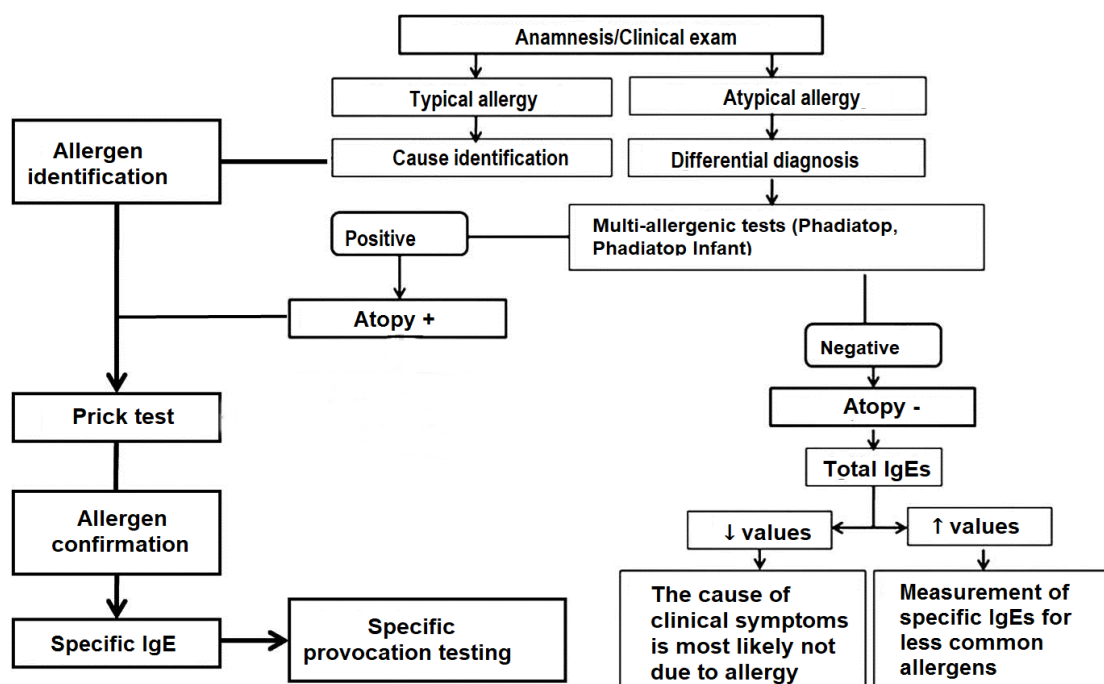 Anamnesis/Clinical exam
Typical allergy
Atypical allergy
Allergen
identification
Cause identification
Differential diagnosis
Positive
Multi-allergenic tests (Phadiatop,
Phadiatop Infant)
Atopy +
Negative
Prick test
Atopy -
Total IgEs
Allergen
confirmation
↓ values
↑ values
Specific IgE
Specific
provocation testing
The cause of
clinical symptoms
is most likely not
due to allergy
Measurement of
specific IgEs for
less common
allergens